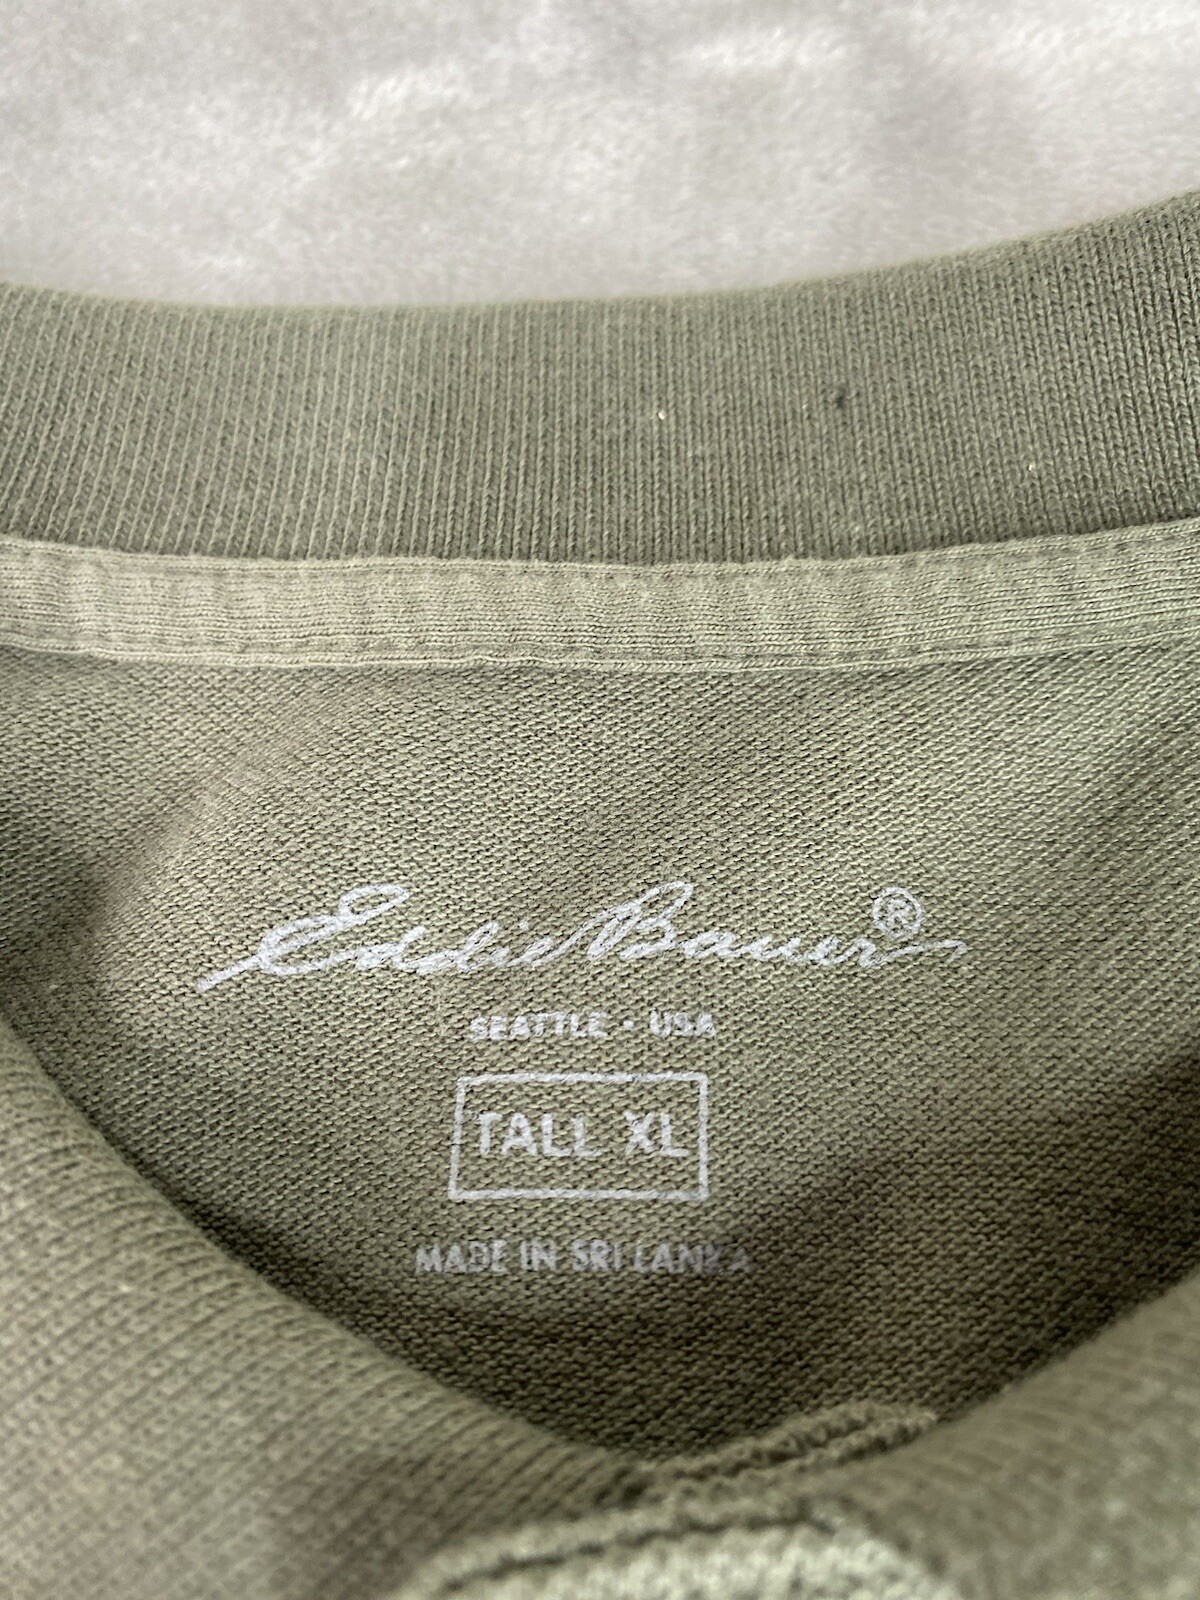 Eddie Bauer®
SEATTLE · USA
TALL XL
MADE IN SRI LANKA